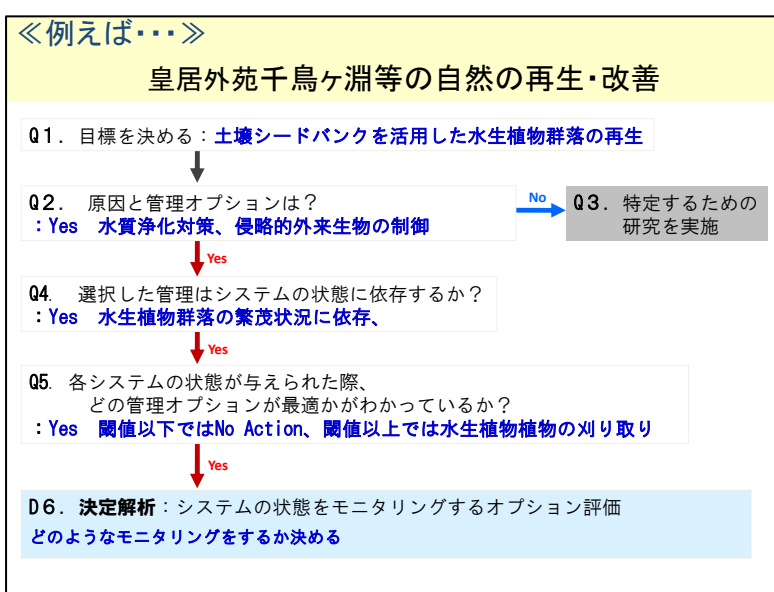 ≪例えば・・・≫
皇居外苑千鳥ヶ淵等の自然の再生・改善
Q1. 目標を決める：土壌シードバンクを活用した水生植物群落の再生
Q2. 原因と管理オプションは？
：Yes 水質浄化対策、侵略的外来生物の制御
No
Q3. 特定するための
研究を実施
Yes
Q4. 選択した管理はシステムの状態に依存するか？
：Yes 水生植物群落の繁茂状況に依存、
Yes
Q5. 各システムの状態が与えられた際、
どの管理オプションが最適かがわかっているか？
：Yes 閾値以下ではNo Action、閾値以上では水生植物植物の刈り取り
Yes
D6. 決定解析：システムの状態をモニタリングするオプション評価
どのようなモニタリングをするか決める